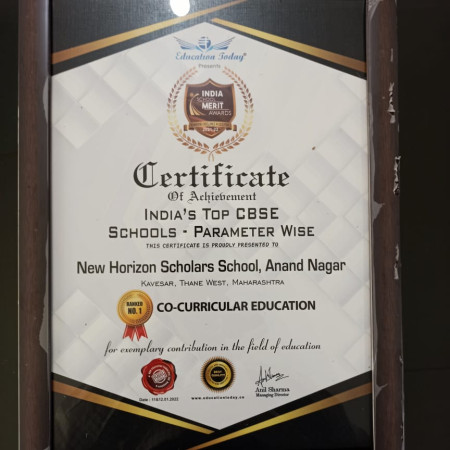 Education Today®
Presents
INDIA
MERIT
AWARDS
Certificate
Of Achievement
INDIA'S TOP CBSE
SCHOOLS - PARAMETER WISE
THIS CERTIFICATE IS PROUDLY PRESENTED TO
New Horizon Scholars School, Anand Nagar
KAVESAR, THANE WEST, MAHARASHTRA
RANKED
NO. 1
CO-CURRICULAR EDUCATION
for exemplary contribution in the field of education
BEST
QUALITY
Anil Sharma
Managing Director
www.educationtoday.co